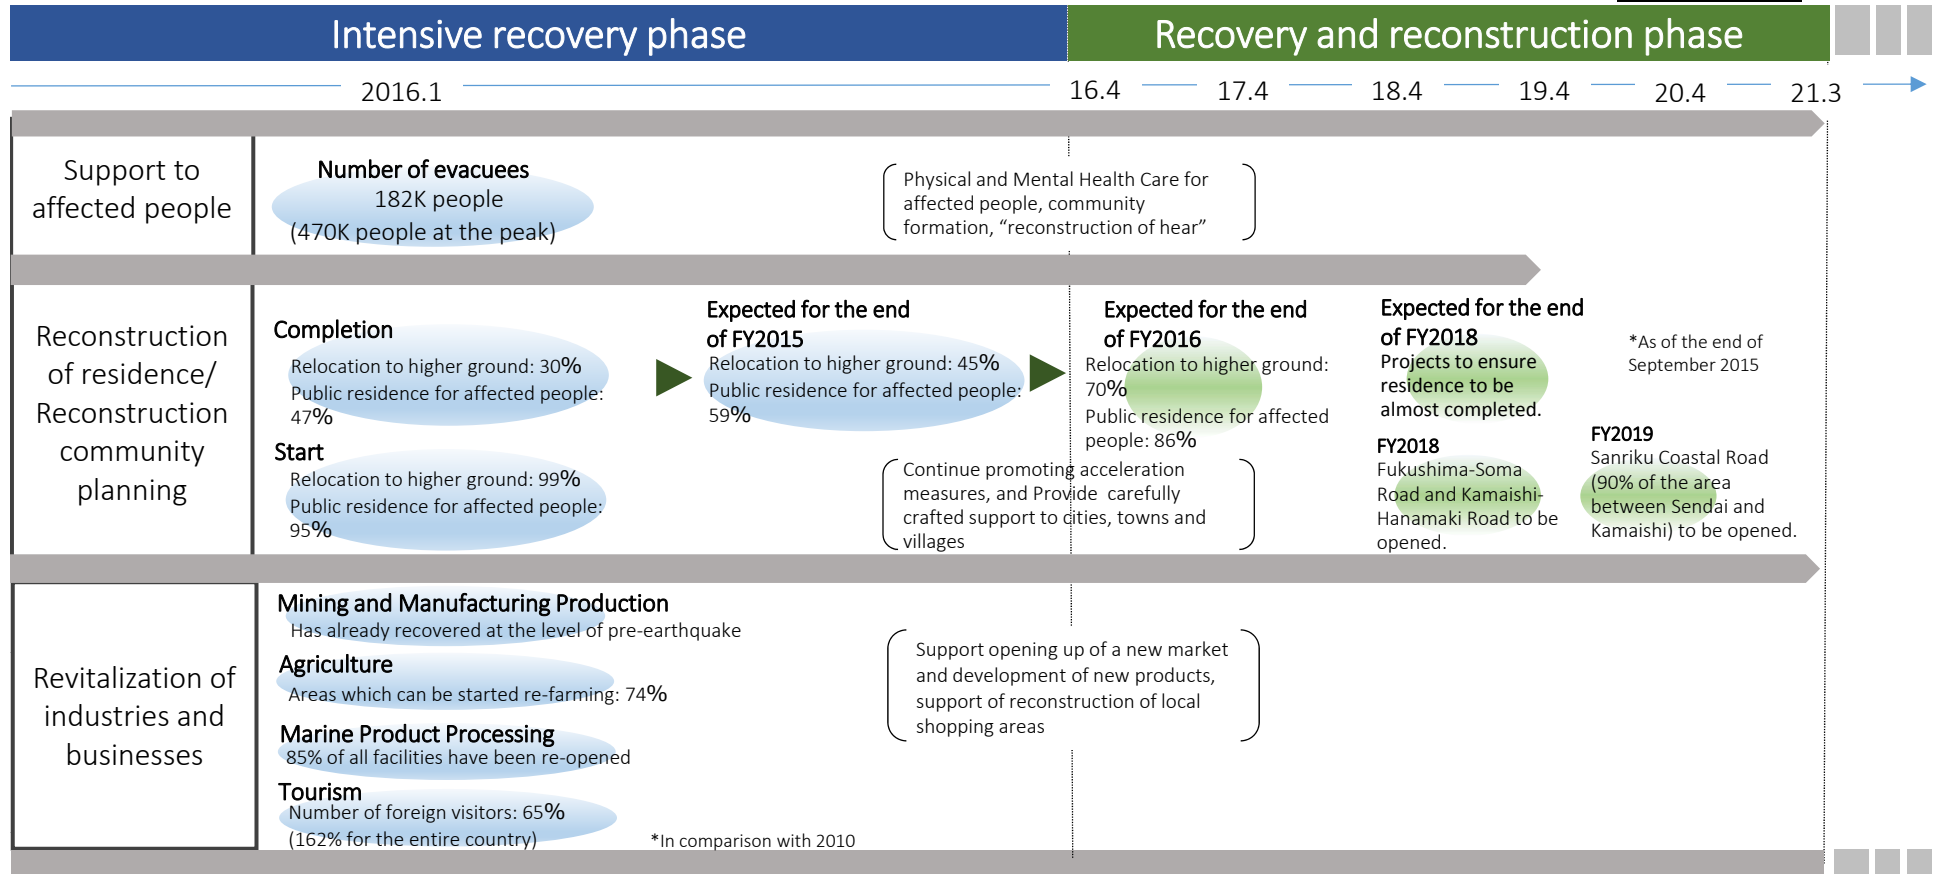 Intensive recovery phase
Recovery and reconstruction phase
2016.1
16.4
17.4
18.4
19.4
20.4
21.3
Support to
affected people
Number of evacuees
182K people
(470K people at the peak)
Physical and Mental Health Care for
affected people, community
formation, “reconstruction of hear”
Reconstruction
of residence/
Reconstruction
community
planning
Completion
Relocation to higher ground: 30%
Public residence for affected people:
47%
Start
Relocation to higher ground: 99%
Public residence for affected people:
95%
Expected for the end
of FY2015
Relocation to higher ground: 45%
Public residence for affected people:
59%
Expected for the end
of FY2016
Relocation to higher ground:
70%
Public residence for affected
people: 86%
Continue promoting acceleration
measures, and Provide carefully
crafted support to cities, towns and
villages
Expected for the end
of FY2018
Projects to ensure
residence to be
almost completed.
*As of the end of
September 2015
FY2018
Fukushima-Soma
Road and Kamaishi-
Hanamaki Road to be
opened.
FY2019
Sanriku Coastal Road
(90% of the area
between Sendai and
Kamaishi) to be opened.
Revitalization of
industries and
businesses
Mining and Manufacturing Production
Has already recovered at the level of pre-earthquake
Agriculture
Areas which can be started re-farming: 74%
Marine Product Processing
85% of all facilities have been re-opened
Tourism
Number of foreign visitors: 65%
(162% for the entire country)
*In comparison with 2010
Support opening up of a new market
and development of new products,
support of reconstruction of local
shopping areas